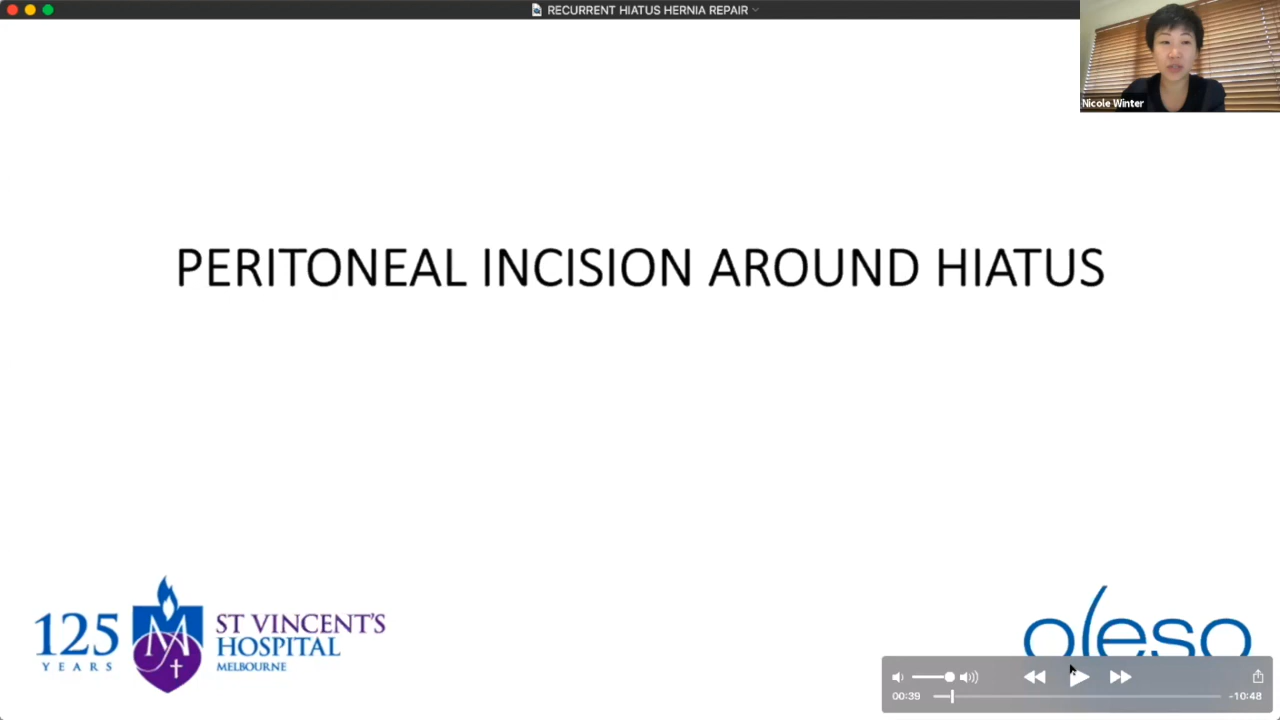 RECURRENT HIATUS HERNIA REPAIR
Nicole Winter
PERITONEAL INCISION AROUND HIATUS
125
YEARS
ST VINCENT'S
HOSPITAL
MELBOURNE
oleso
00:39
-10:48